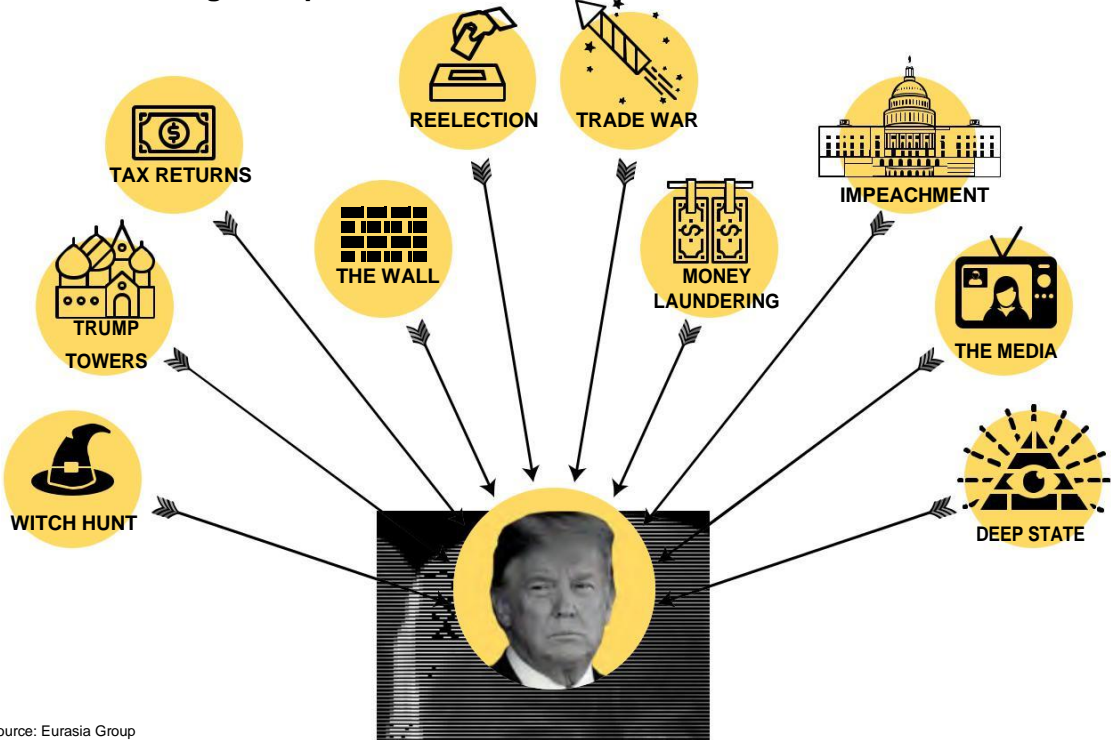 REELECTION
TRADE WAR
TAX RETURNS
IMPEACHMENT
THE WALL
MONEY
LAUNDERING
TRUMP
TOWERS
THE MEDIA
WITCH HUNT
DEEP STATE
ource: Eurasia Group